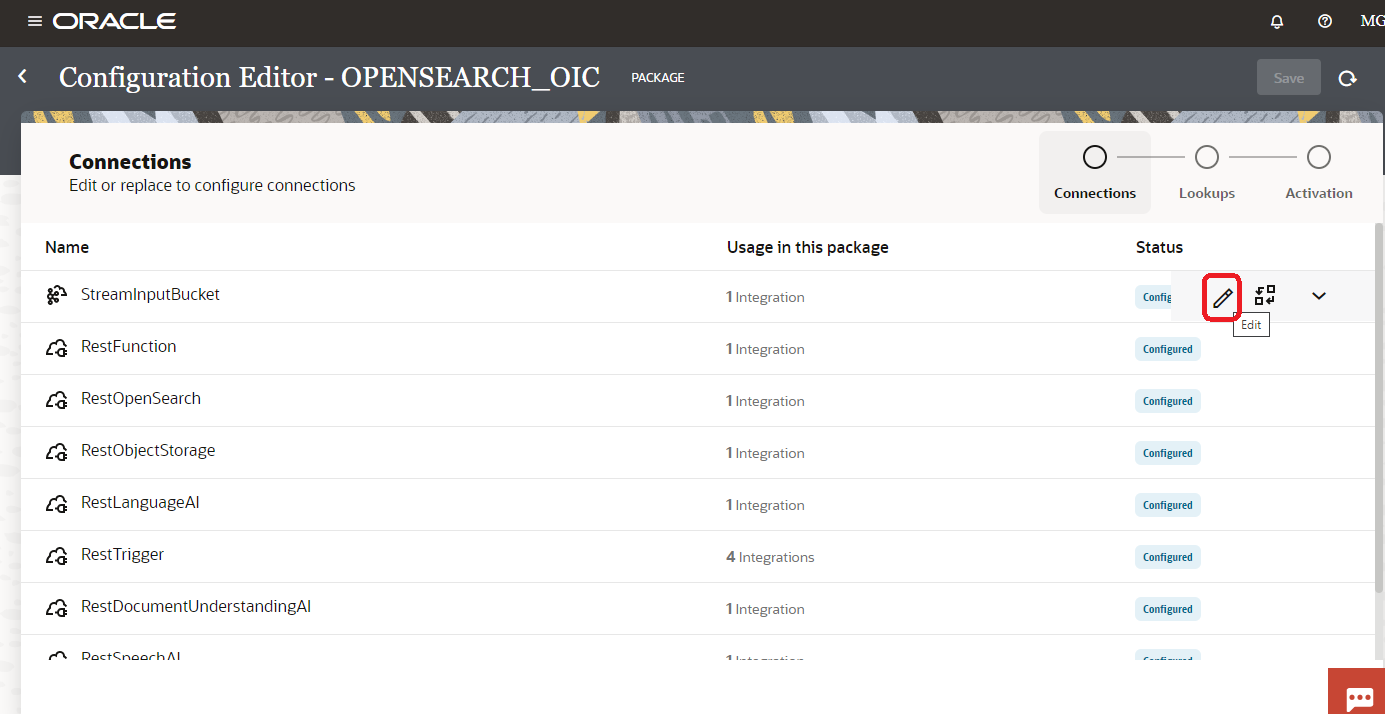 ORACLE
MG
Configuration Editor - OPENSEARCH_OIC PACKAGE
Save
Connections
Edit or replace to configure connections
Connections Lookups Activation
Name Usage in this package Status
StreamInputBucket 1 Integration Config
Edit
RestFunction 1 Integration Configured
RestOpenSearch 1 Integration Configured
RestObjectStorage 1 Integration Configured
RestLanguageAI 1 Integration Configured
RestTrigger 4 Integrations Configured
RestDocumentUnderstandingAI 1 Integration Configured
RestSpeechAI 1 Integration Configured